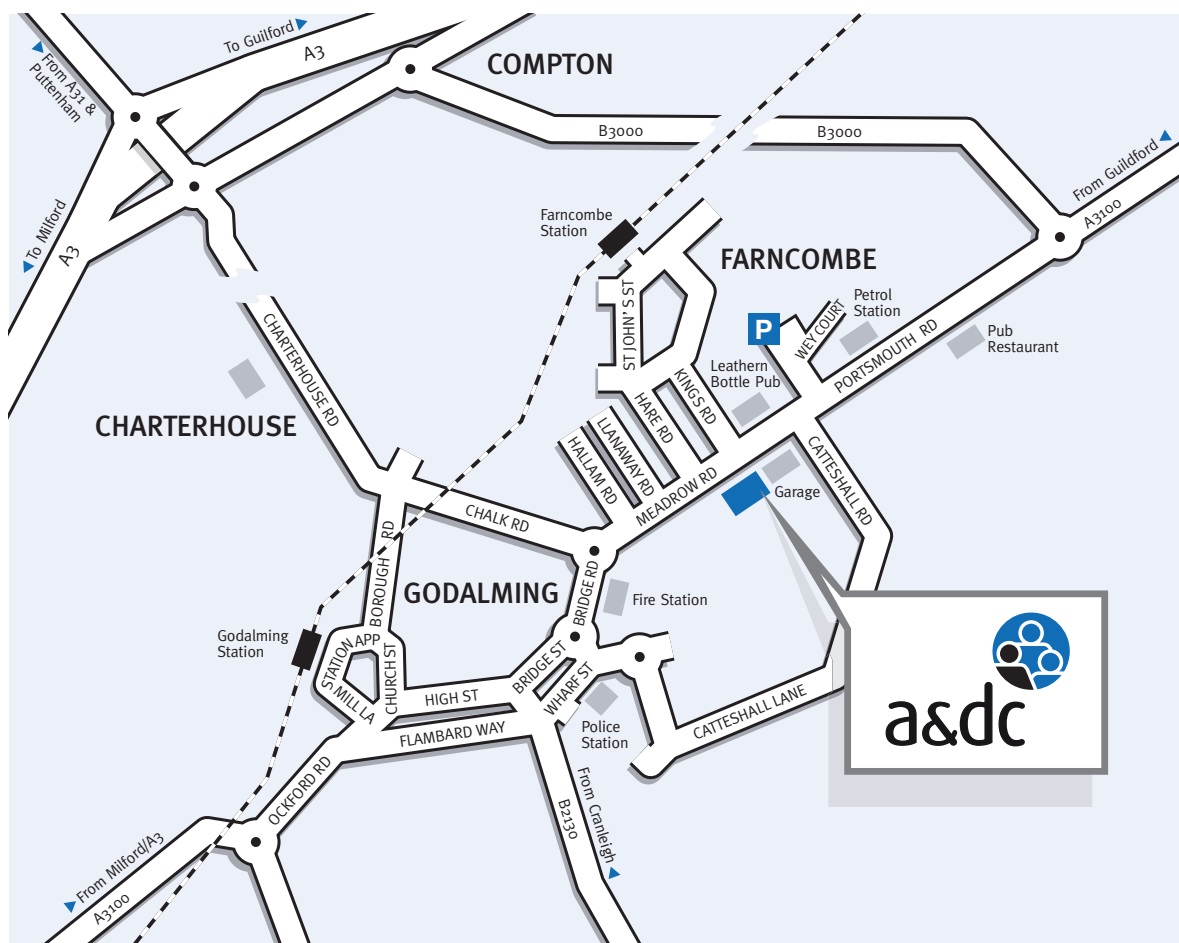 To Guilford
A3
COMPTON
From A31 &
Puttenham
B3000
B3000
From Guildford
A3100
To Milford
A3
Farncombe
Station
FARNCOMBE
ST JOHN' S ST
P
WEY COURT
Petrol
Station
PORTSMOUTH RD
Pub
Restaurant
CHARTERHOUSE RD
Leathern
Bottle Pub
KINGS RD
HARE RD
LLANAWAY RD
HALLAM RD
CHARTERHOUSE
MEADROW RD
CATTESHALL RD
Garage
CHALK RD
BOROUGH RD
GODALMING
BRIDGE RD
Fire Station
Godalming
Station
STATION APP
CHURCH ST
MILL LA
HIGH ST
BRIDGE ST
WHARF ST
Police
Station
CATTESHALL LANE
FLAMBARD WAY
OCKFORD RD
B2130
From Cranleigh
From Milford/A3
A3100
a&dc